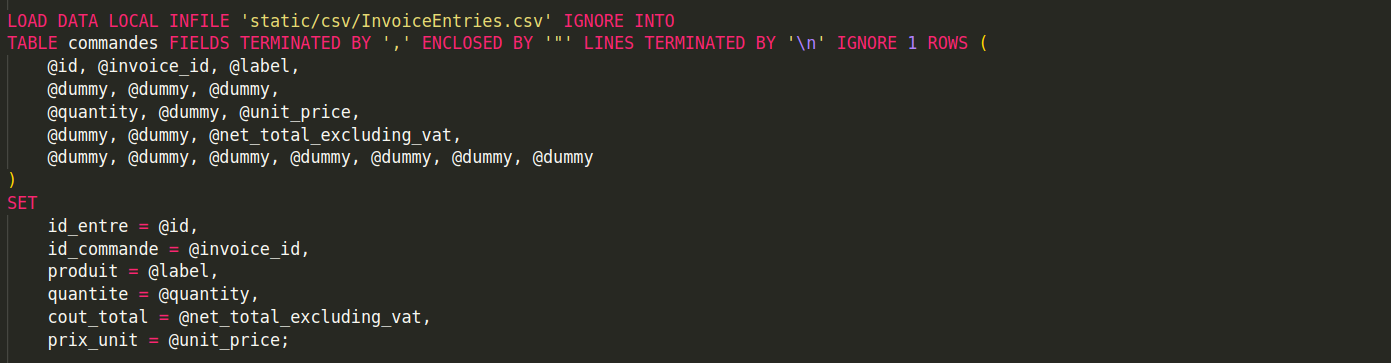 LOAD DATA LOCAL INFILE 'static/csv/InvoiceEntries.csv' IGNORE INTO
TABLE commandes FIELDS TERMINATED BY ',' ENCLOSED BY '"' LINES TERMINATED BY '\n' IGNORE 1 ROWS (
    @id, @invoice_id, @label,
    @dummy, @dummy, @dummy,
    @quantity, @dummy, @unit_price,
    @dummy, @dummy, @net_total_excluding_vat,
    @dummy, @dummy, @dummy, @dummy, @dummy, @dummy, @dummy
)
SET
    id_entre = @id,
    id_commande = @invoice_id,
    produit = @label,
    quantite = @quantity,
    cout_total = @net_total_excluding_vat,
    prix_unit = @unit_price;